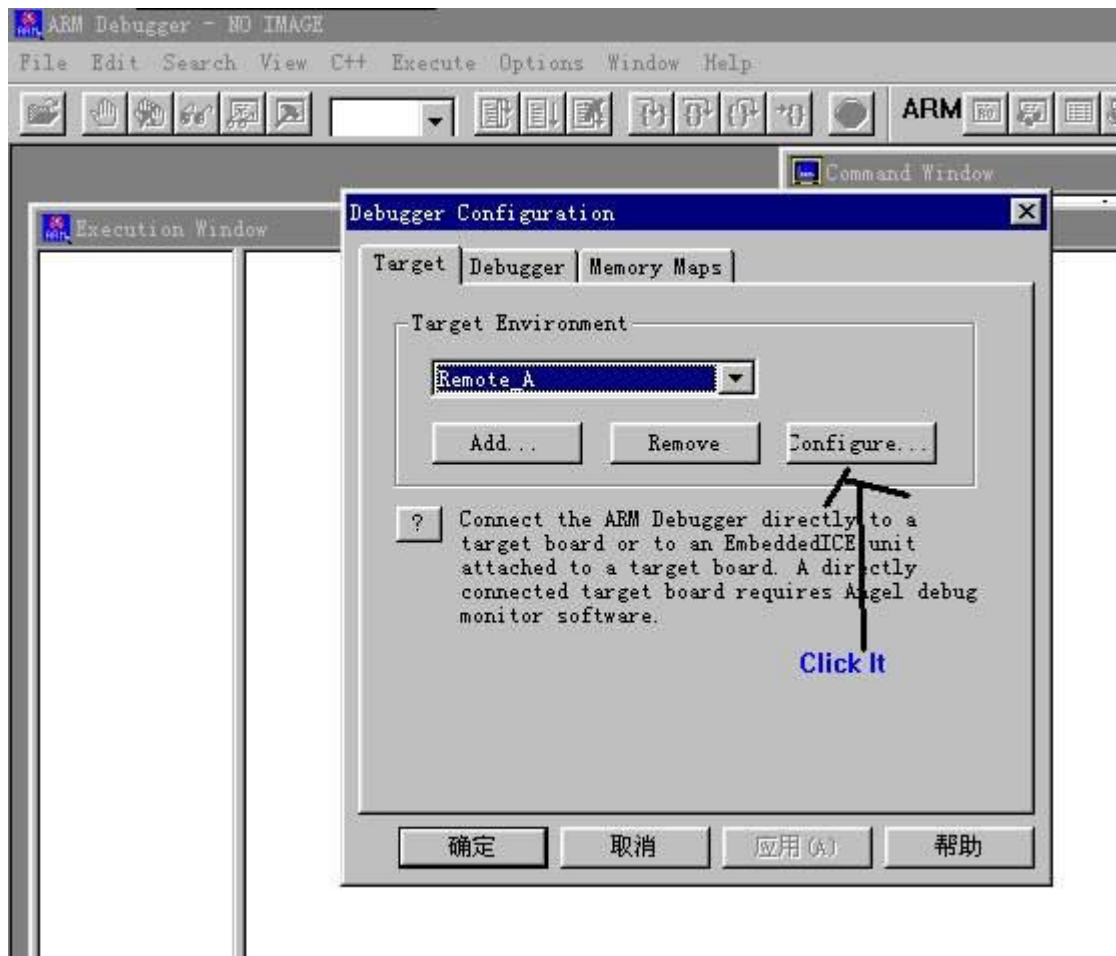 ARM Debugger - NO IMAGE
File Edit Search View C++ Execute Options Window Help
ARM
Command Window
Execution Window
Debugger Configuration
Target Debugger Memory Maps
Target Environment
Remote_A
Add... Remove Configure...
? Connect the ARM Debugger directly to a
target board or to an EmbeddedICE unit
attached to a target board. A directly
connected target board requires Angel debug
monitor software.
Click It
确定 取消 应用(A) 帮助